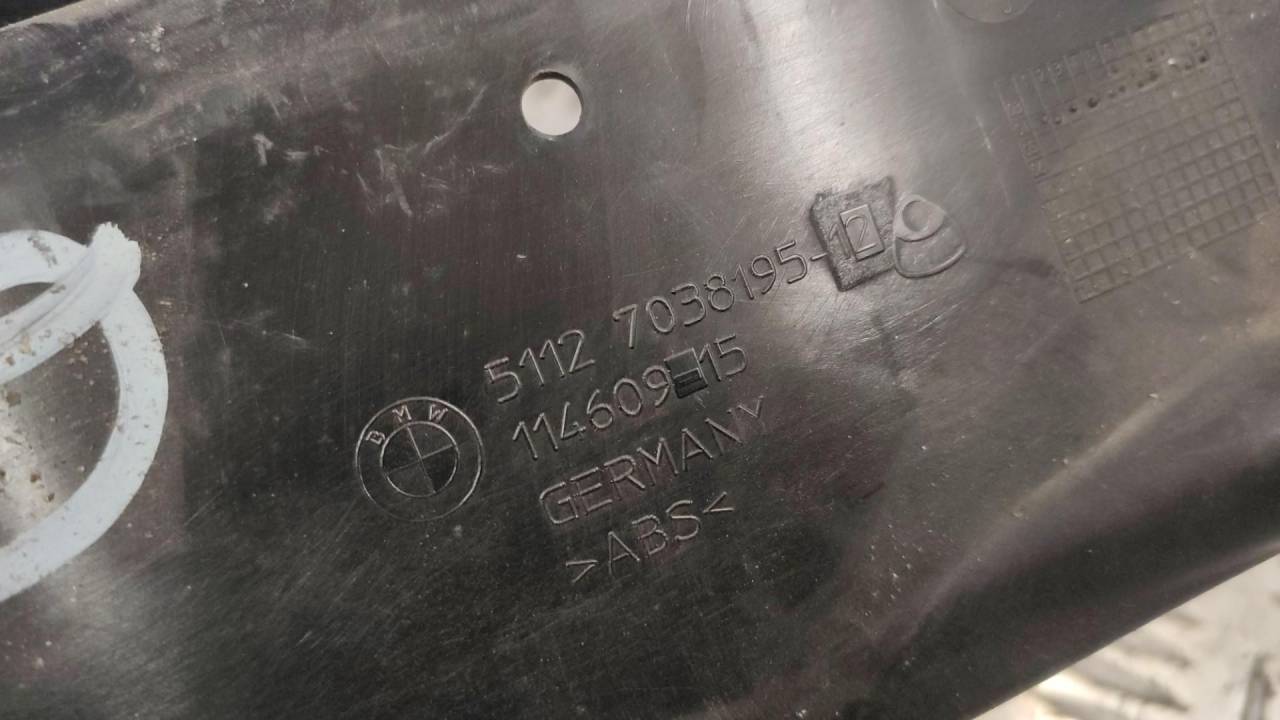 5112 7038195-12
114609-15
BMW
GERMANY
>ABS<